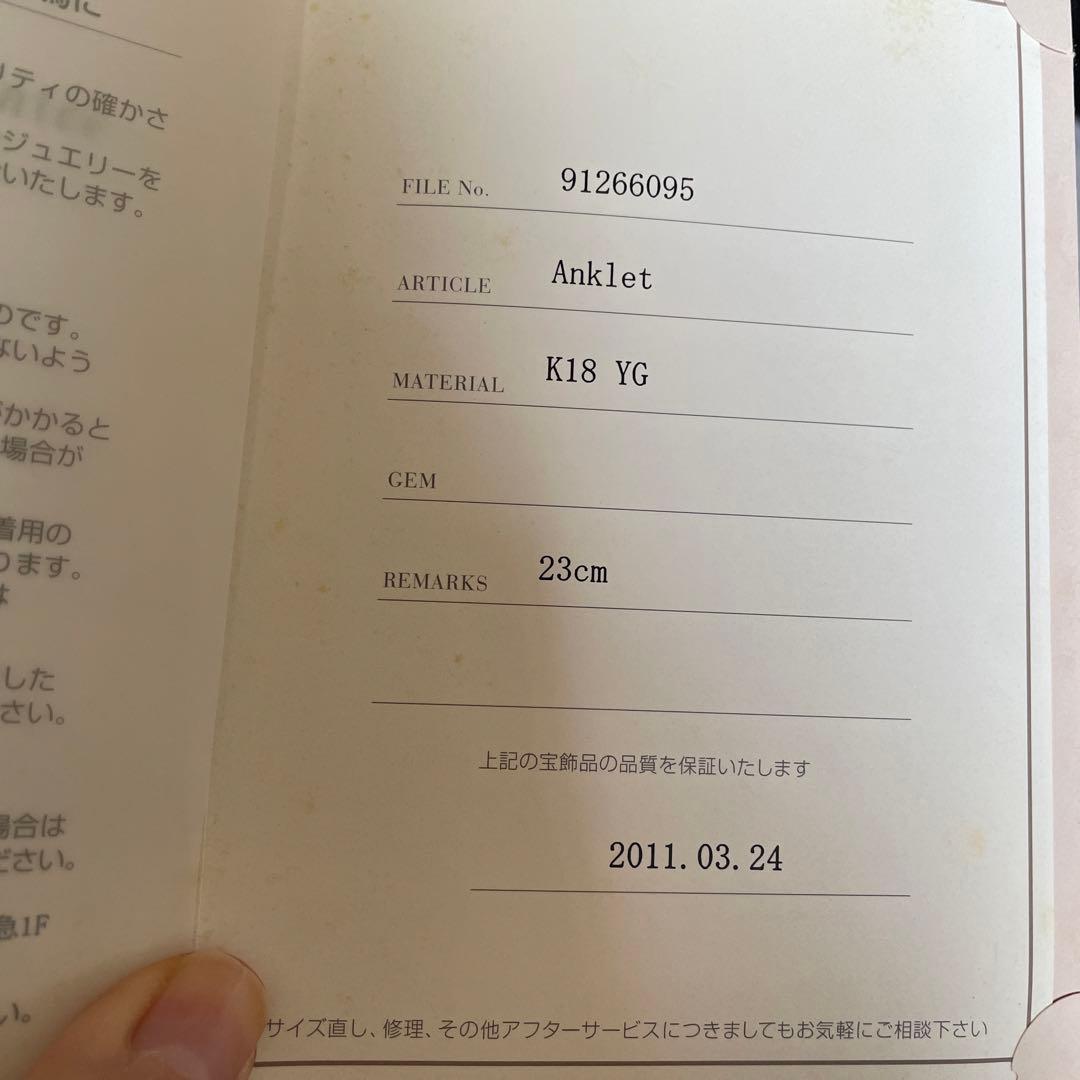 リティの確かさ
ジュエリーを
いたします。
のです。
ないよう
がかかると
場合が
着用の
ります。
は
した
さい。
場合は
ださい。
急1F
い。
FILE No. 91266095
ARTICLE Anklet
MATERIAL K18 YG
GEM
REMARKS 23cm
上記の宝飾品の品質を保証いたします
2011.03.24
サイズ直し、修理、その他アフターサービスにつきましてもお気軽にご相談下さい